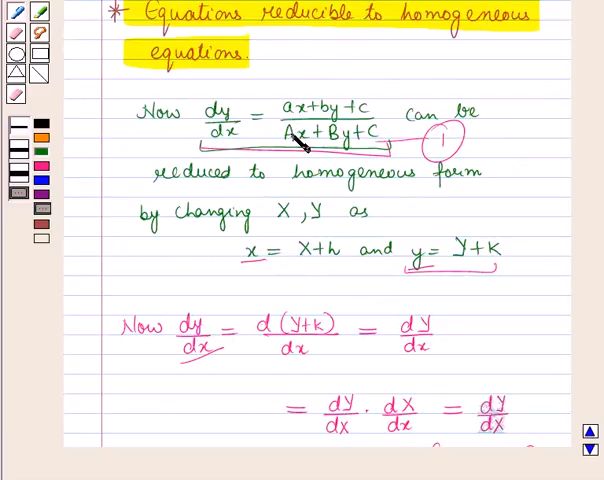 * Equations reducible to homogeneous
equations.
Now dy/dx = ax+by+c/Ax+By+C can be
1
reduced to homogeneous form
by changing X, Y as
x = X+h and y = Y+k
Now dy/dx = d(Y+k)/dx = dY/dx
= dY/dX · dX/dx = dY/dX